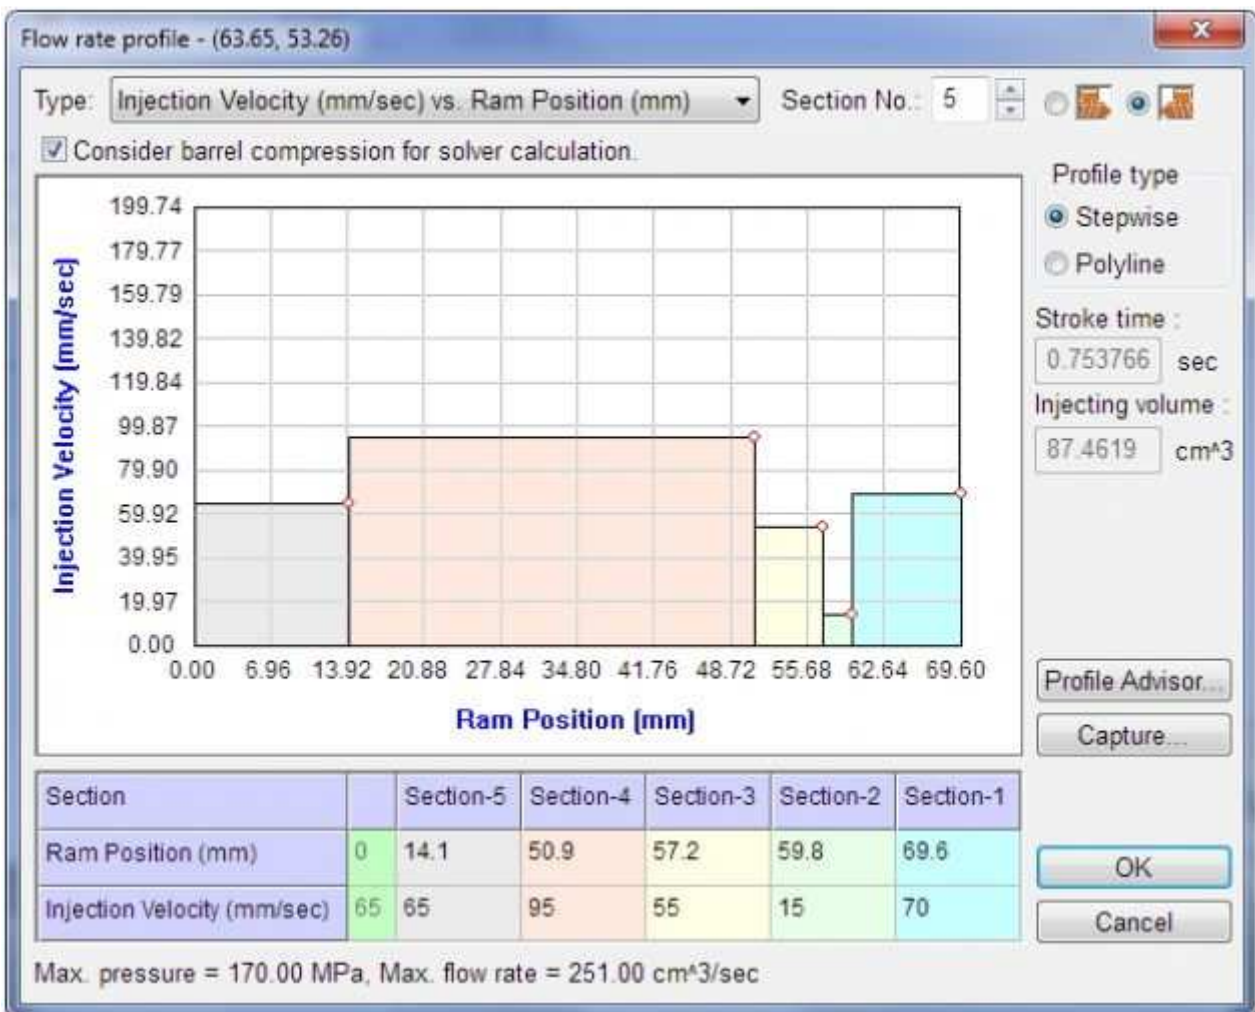 Flow rate profile - (63.65, 53.26)
Type: Injection Velocity (mm/sec) vs. Ram Position (mm) Section No.: 5
Consider barrel compression for solver calculation.
Profile type
Stepwise
Polyline
Stroke time :
0.753766 sec
Injecting volume :
87.4619 cm^3
Injection Velocity (mm/sec)
199.74
179.77
159.79
139.82
119.84
99.87
79.90
59.92
39.95
19.97
0.00
0.00 6.96 13.92 20.88 27.84 34.80 41.76 48.72 55.68 62.64 69.60
Ram Position (mm)
Profile Advisor...
Capture...
Section Section-5 Section-4 Section-3 Section-2 Section-1
Ram Position (mm) 0 14.1 50.9 57.2 59.8 69.6
Injection Velocity (mm/sec) 65 65 95 55 15 70
OK
Cancel
Max. pressure = 170.00 MPa, Max. flow rate = 251.00 cm^3/sec